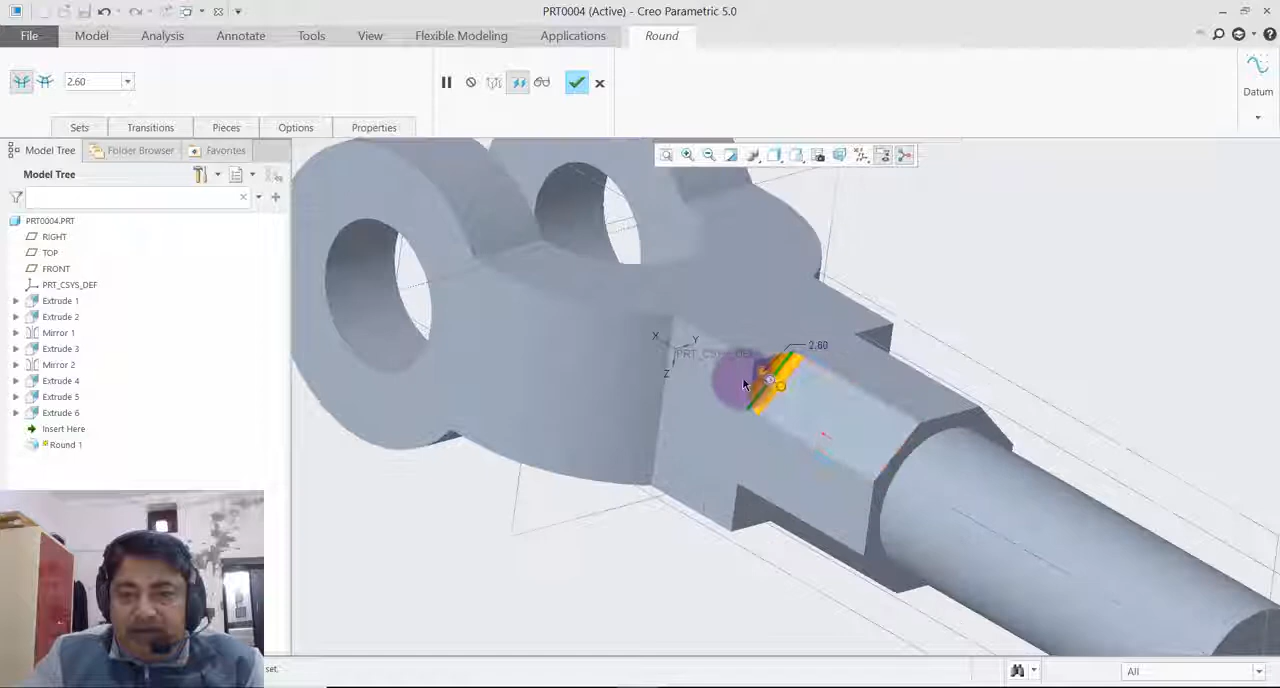 PRT0004 (Active) - Creo Parametric 5.0
File Model Analysis Annotate Tools View Flexible Modeling Applications Round
2.60
Datum
Sets Transitions Pieces Options Properties
Model Tree Folder Browser Favorites
Model Tree
PRT0004.PRT
RIGHT
TOP
FRONT
PRT_CSYS_DEF
Extrude 1
Extrude 2
Mirror 1
Extrude 3
Mirror 2
Extrude 4
Extrude 5
Extrude 6
Insert Here
Round 1
2.60
X
Y
PRT_CSYS_DEF
Z
set.
All